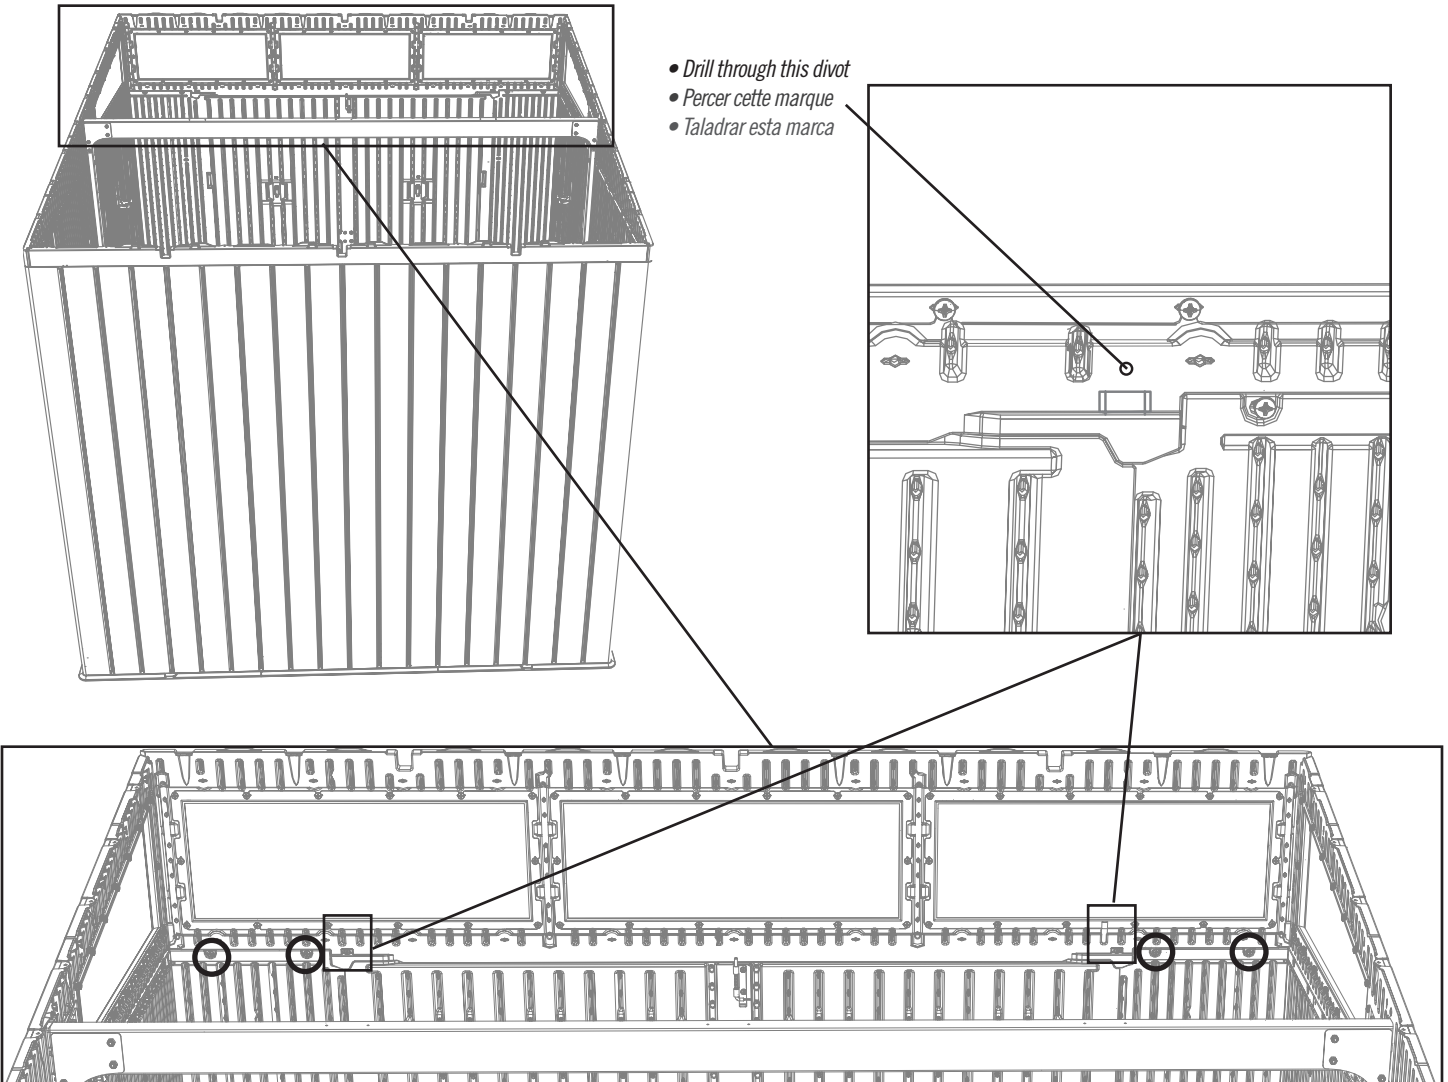 • Drill through this divot
• Percer cette marque
• Taladrar esta marca